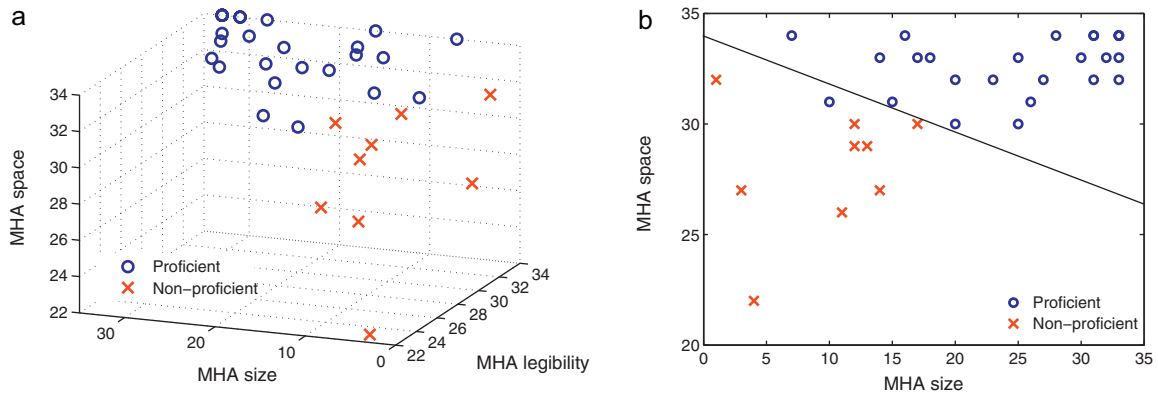 a
34
32
30
28
26
24
22
MHA space
Proficient
Non−proficient
30
20
10
0
MHA size
22
24
26
28
30
32
34
MHA legibility
b
35
30
25
20
MHA space
Proficient
Non−proficient
0
5
10
15
20
25
30
35
MHA size